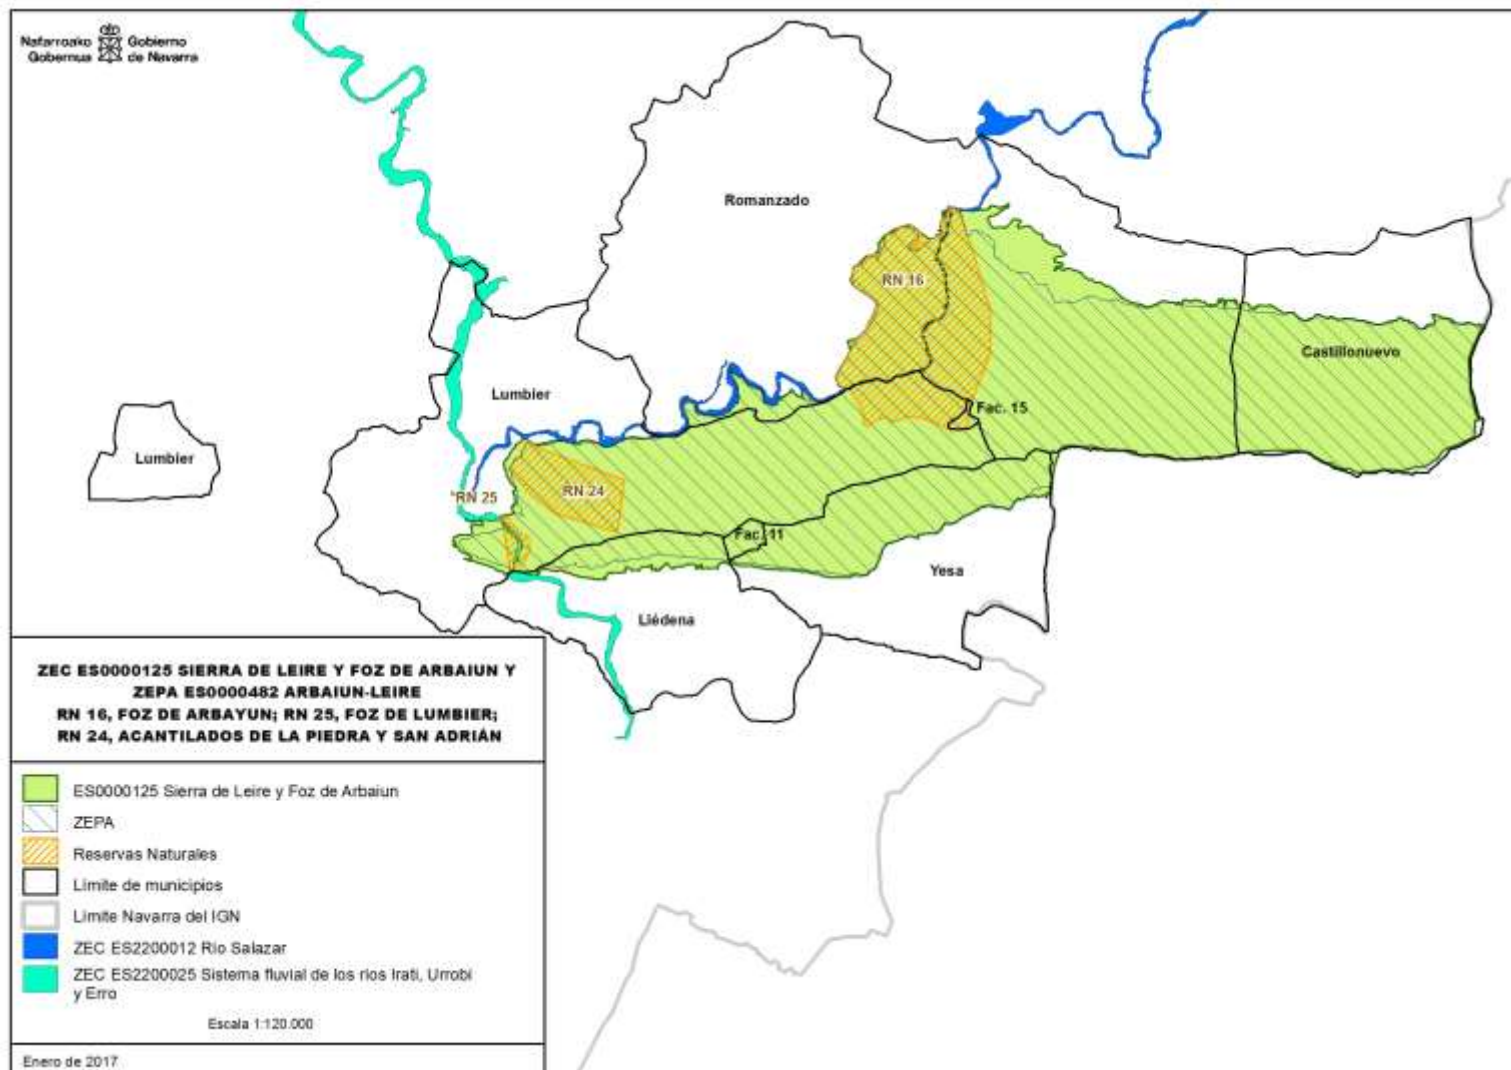 Nafarroako Gobernua
Gobierno de Navarra
Romanzado
RN 16
Castillonuevo
Lumbier
Fac. 15
Lumbier
RN 25
RN 24
Fac. 11
Yesa
Liédena
ZEC ES0000125 SIERRA DE LEIRE Y FOZ DE ARBAIUN Y
ZEPA ES0000482 ARBAIUN-LEIRE
RN 16, FOZ DE ARBAYUN; RN 25, FOZ DE LUMBIER;
RN 24, ACANTILADOS DE LA PIEDRA Y SAN ADRIÁN
ES0000125 Sierra de Leire y Foz de Arbaiun
ZEPA
Reservas Naturales
Límite de municipios
Límite Navarra del IGN
ZEC ES2200012 Río Salazar
ZEC ES2200025 Sistema fluvial de los ríos Irati, Urrobi
y Erro
Escala 1:120.000
Enero de 2017